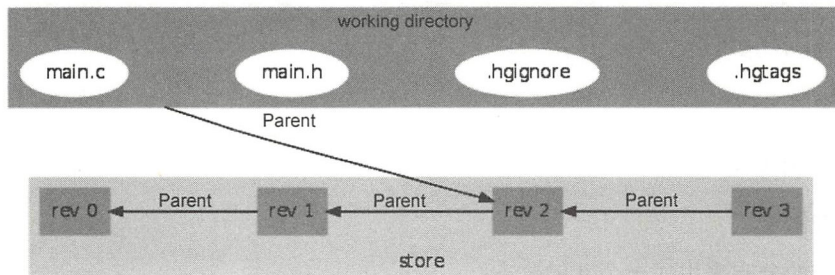 working directory
main.c main.h .hgignore .hgtags
Parent
rev 0 Parent rev 1 Parent rev 2 Parent rev 3
store